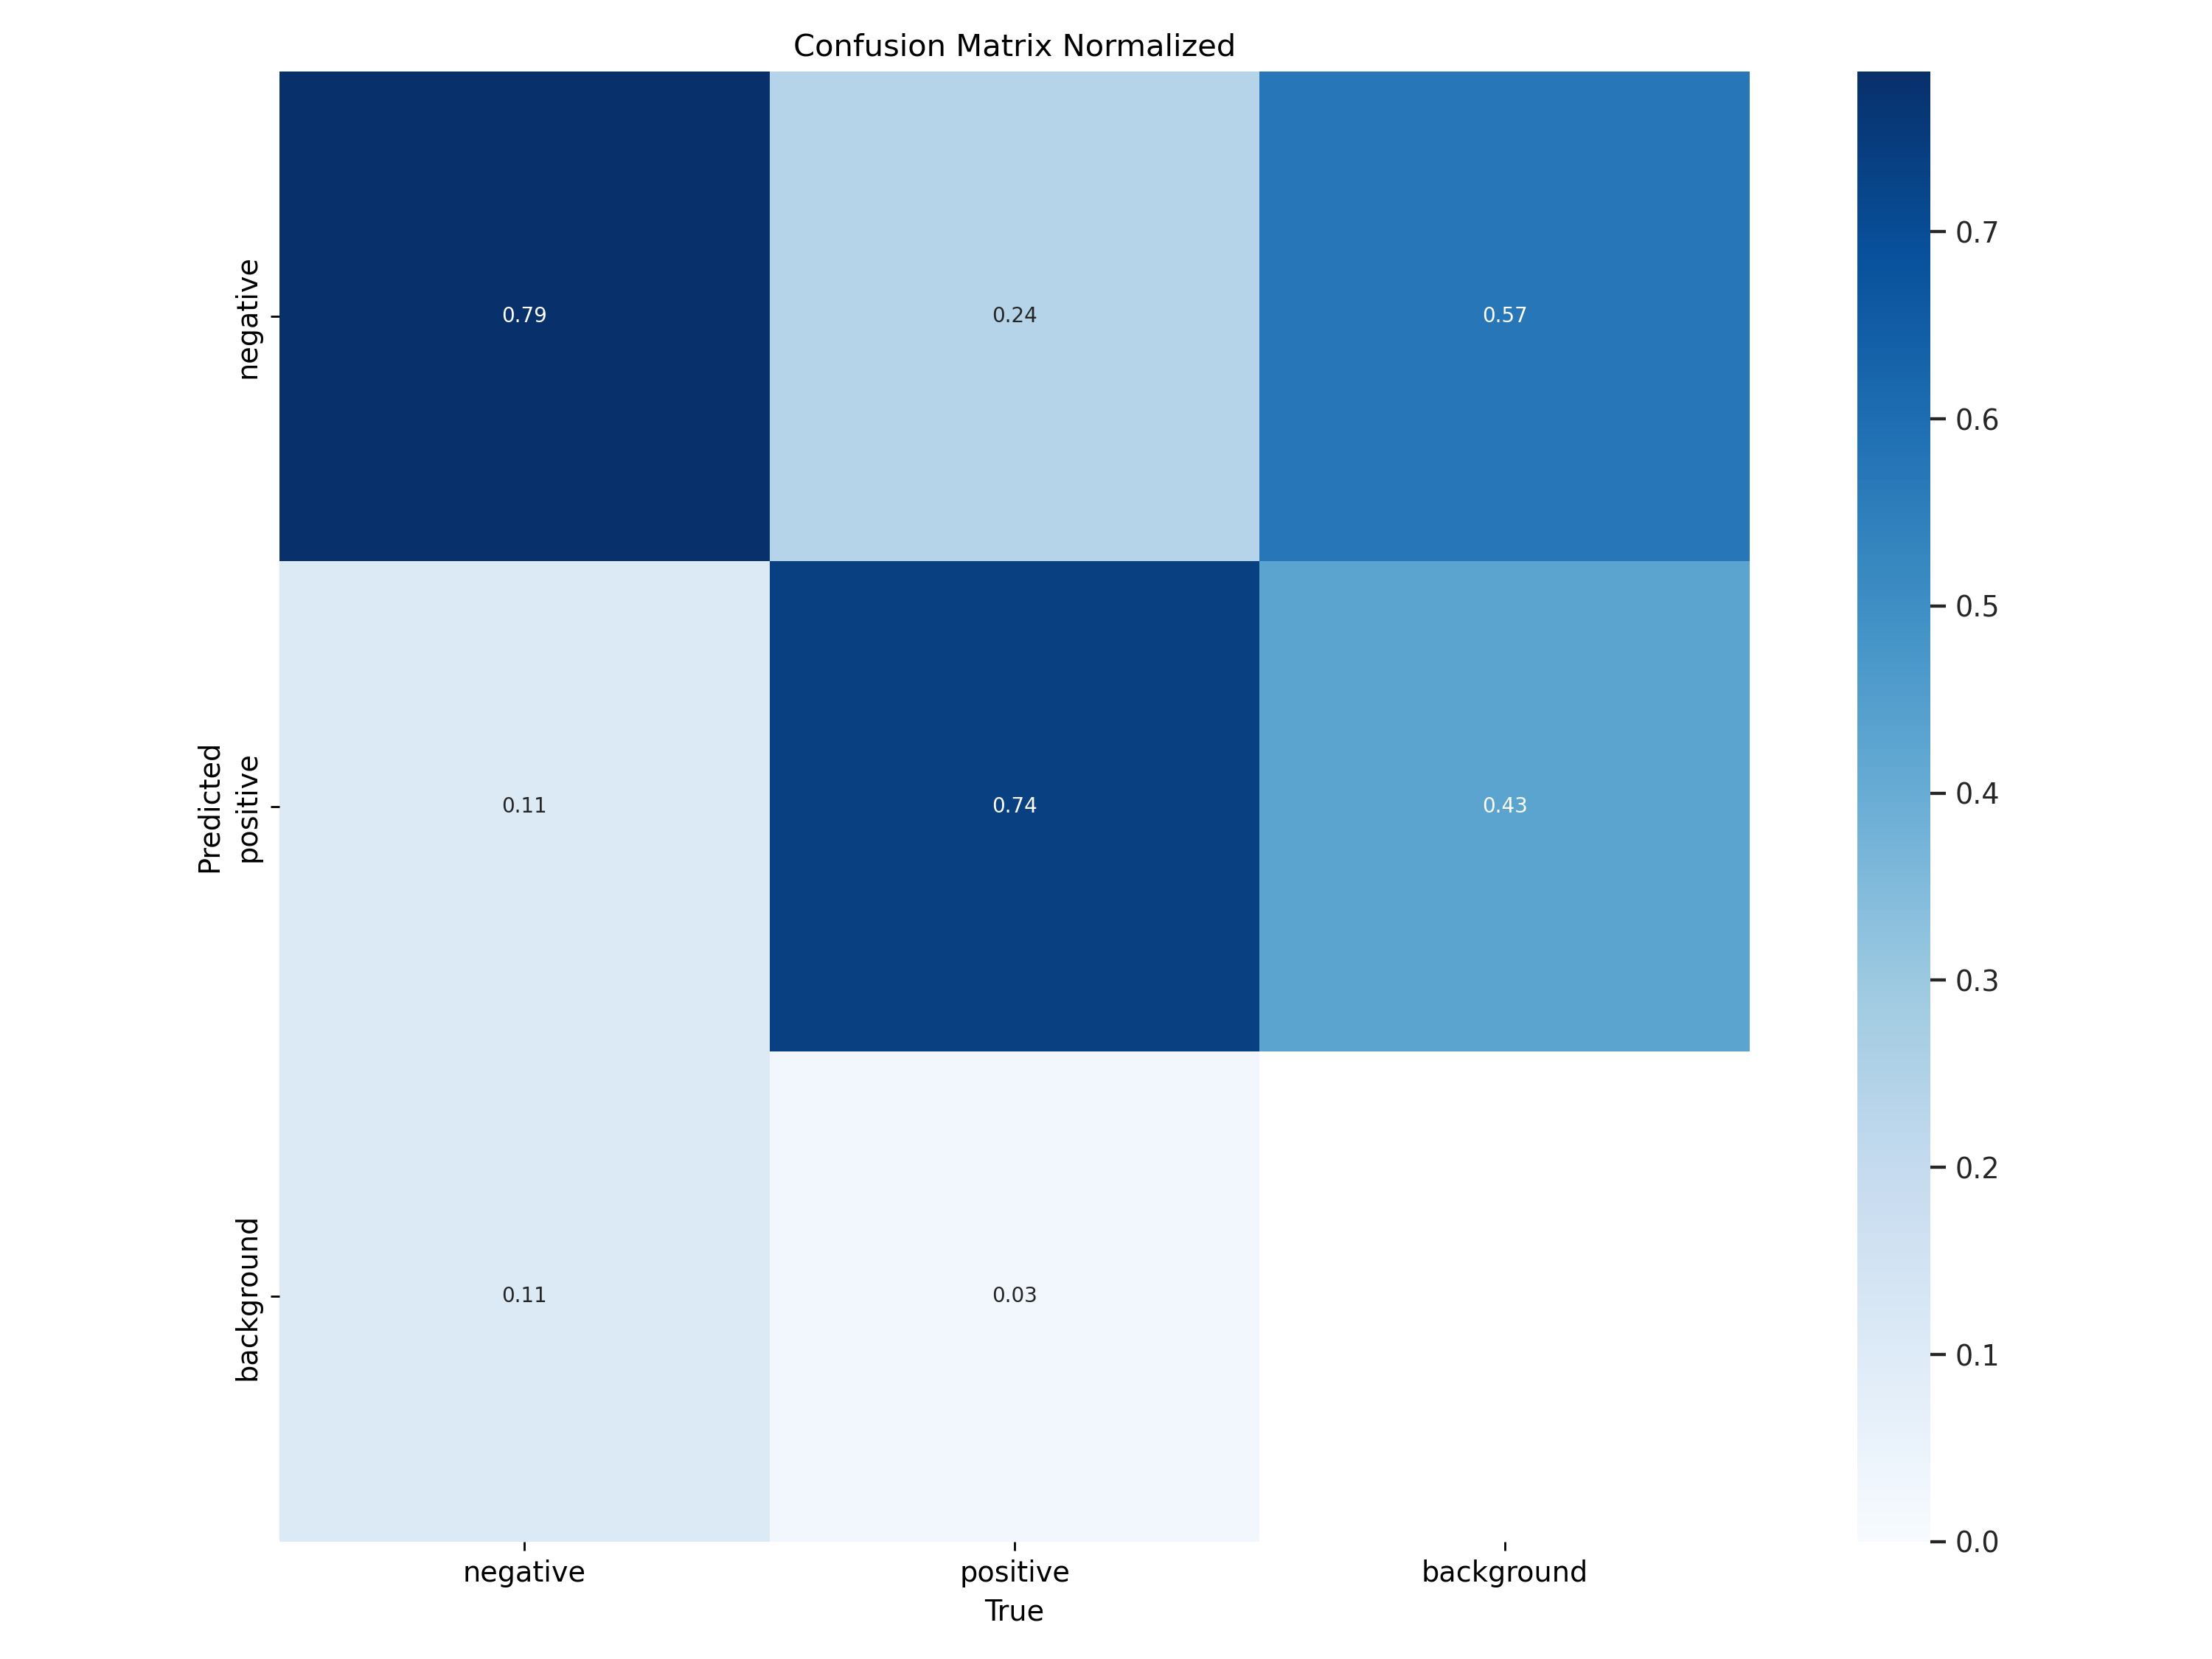 Confusion Matrix Normalized
negative
0.79
0.24
0.57
Predicted
positive
0.11
0.74
0.43
background
0.11
0.03
negative
positive
background
True
0.7
0.6
0.5
0.4
0.3
0.2
0.1
0.0